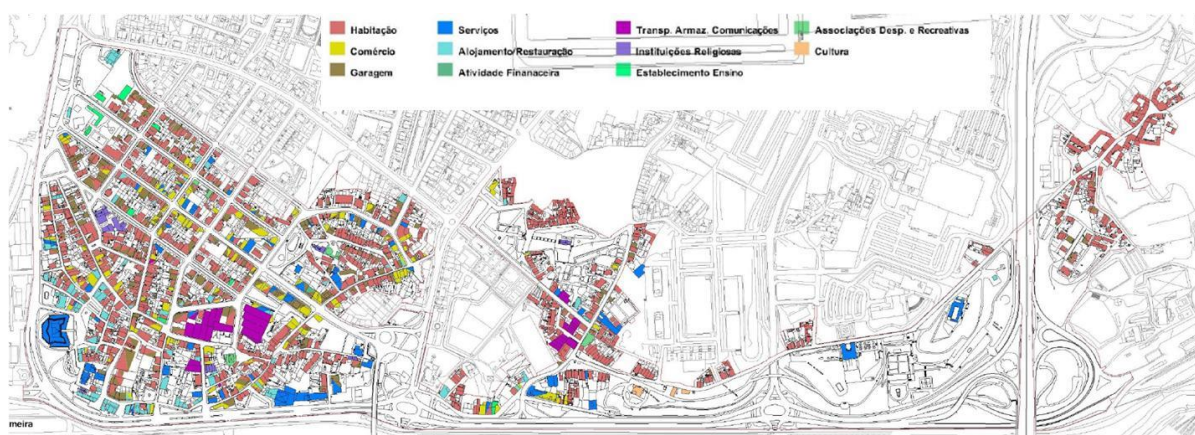 Habitação
Serviços
Transp. Armaz. Comunicações
Associações Desp. e Recreativas
Comércio
Alojamento/Restauração
Instituições Religiosas
Cultura
Garagem
Atividade Finanaceira
Establecimento Ensino
meira